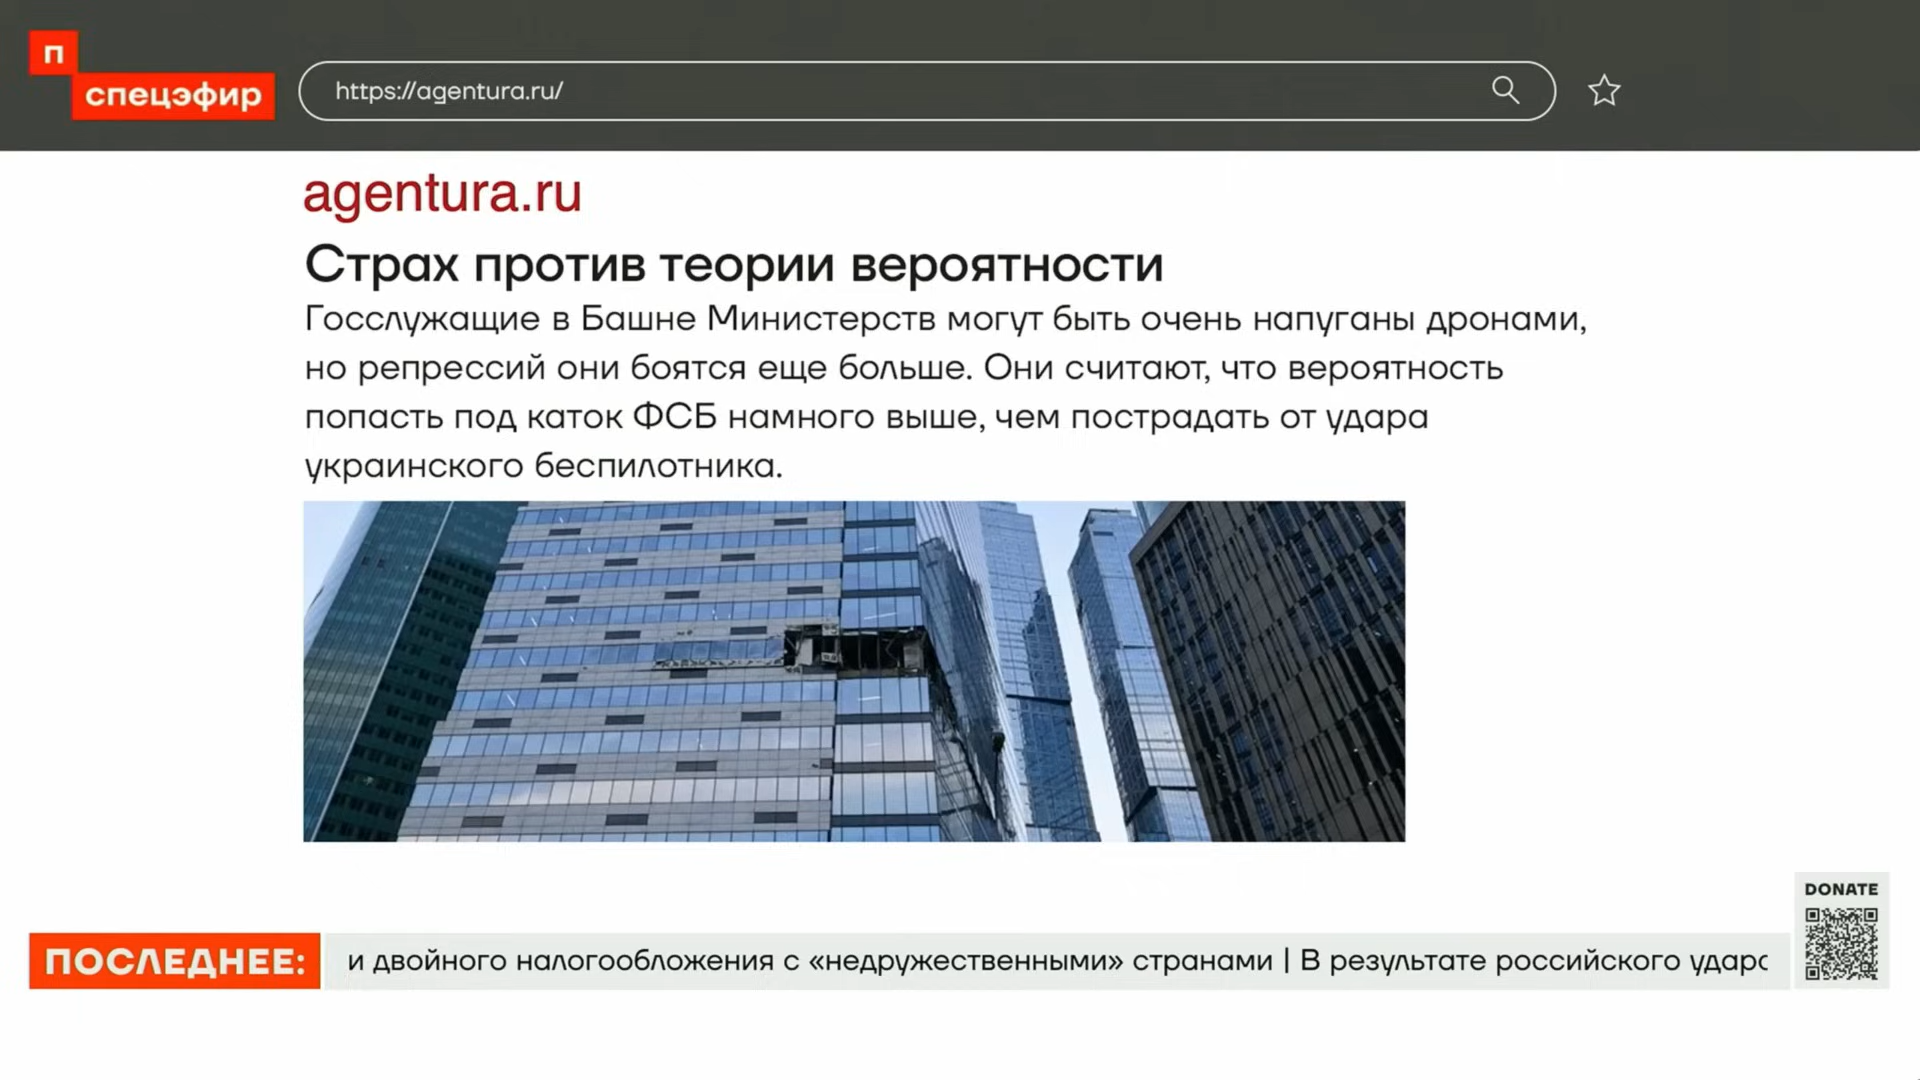 п
спецэфир
https://agentura.ru/
agentura.ru
Страх против теории вероятности
Госслужащие в Башне Министерств могут быть очень напуганы дронами,
но репрессий они боятся еще больше. Они считают, что вероятность
попасть под каток ФСБ намного выше, чем пострадать от удара
украинского беспилотника.
DONATE
ПОСЛЕДНЕЕ:
и двойного налогообложения с «недружественными» странами | В результате российского удар